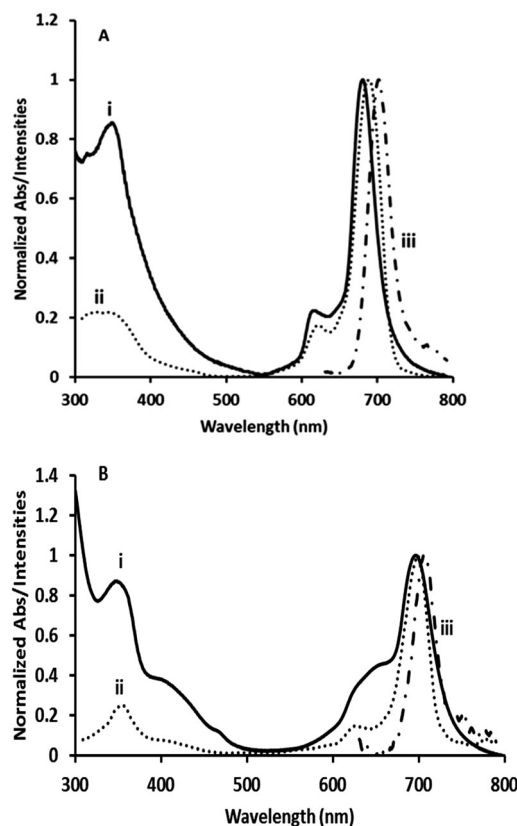 A
Normalized Abs/Intensities
1.2
1
0.8
0.6
0.4
0.2
0
i
ii
iii
300 400 500 600 700 800
Wavelength (nm)
B
Normalized Abs/Intensities
1.4
1.2
1
0.8
0.6
0.4
0.2
0
i
ii
iii
300 400 500 600 700 800
Wavelength (nm)